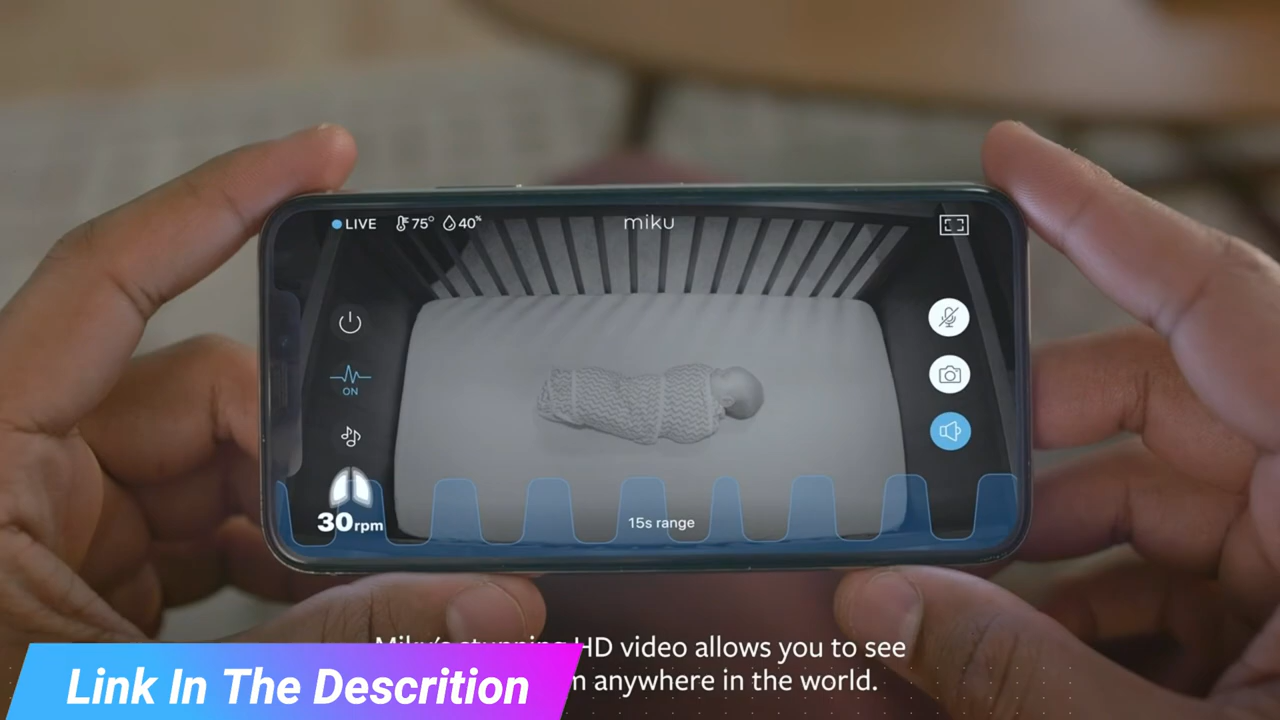 LIVE 75° 40% miku
ON
30rpm
15s range
Miku's stunning HD video allows you to see
m anywhere in the world.
Link In The Descrition